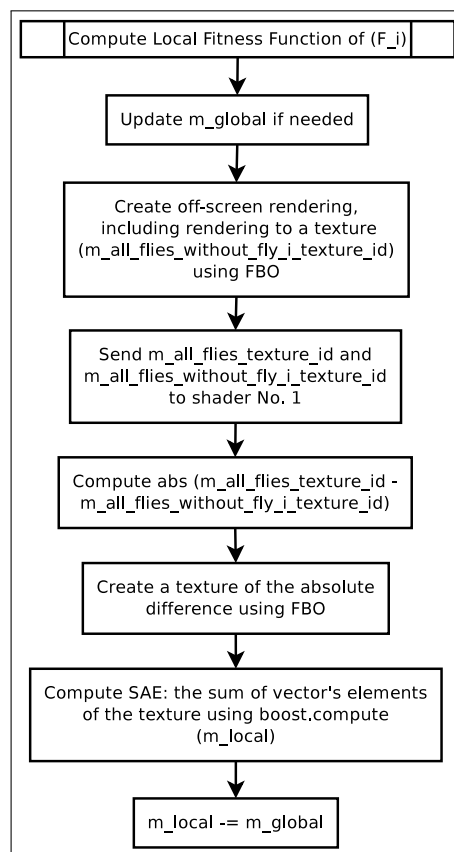 Compute Local Fitness Function of (F_i)
Update m_global if needed
Create off-screen rendering,
including rendering to a texture
(m_all_flies_without_fly_i_texture_id)
using FBO
Send m_all_flies_texture_id and
m_all_flies_without_fly_i_texture_id
to shader No. 1
Compute abs (m_all_flies_texture_id -
m_all_flies_without_fly_i_texture_id)
Create a texture of the absolute
difference using FBO
Compute SAE: the sum of vector's elements
of the texture using boost.compute
(m_local)
m_local -= m_global